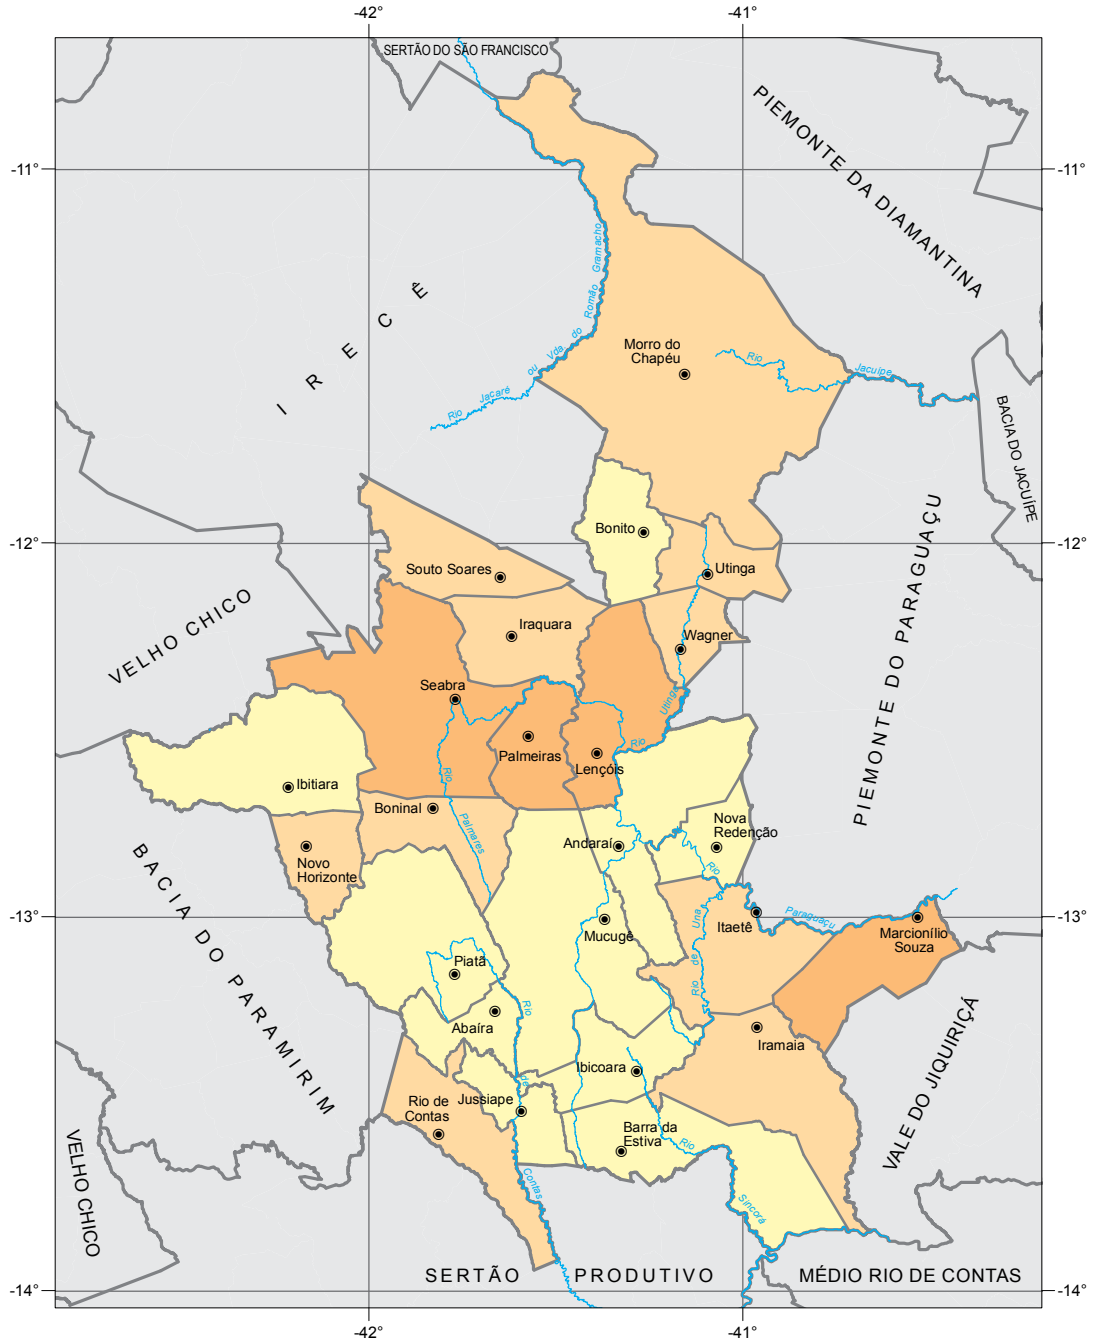 -42°
-41°
SERTÃO DO SÃO FRANCISCO
PIEMONTE DA DIAMANTINA
-11°
-11°
IRECÊ
Rio Jacaré ou Vda. do Romão Gramacho
Morro do
Chapéu
Rio Jacuípe
BACIA DO JACUÍPE
Bonito
-12°
-12°
Souto Soares
Utinga
VELHO CHICO
Iraquara
Wagner
PIEMONTE DO PARAGUAÇU
Seabra
Rio Utinga
Palmeiras
Lençóis
Ibitiara
Rio Palmares
Boninal
Nova
Redenção
Andaraí
Novo
Horizonte
BACIA DO PARAMIRIM
Rio Paraguaçu
-13°
-13°
Itaetê
Marcionílio
Souza
Mucugê
Rio de Una
Piatã
Abaíra
Rio de Contas
Iramaia
VALE DO JIQUIRIÇÁ
Ibicoara
Jussiape
Rio de
Contas
Barra da
Estiva
Rio Sincorá
VELHO CHICO
SERTÃO PRODUTIVO
MÉDIO RIO DE CONTAS
-14°
-14°
-42°
-41°